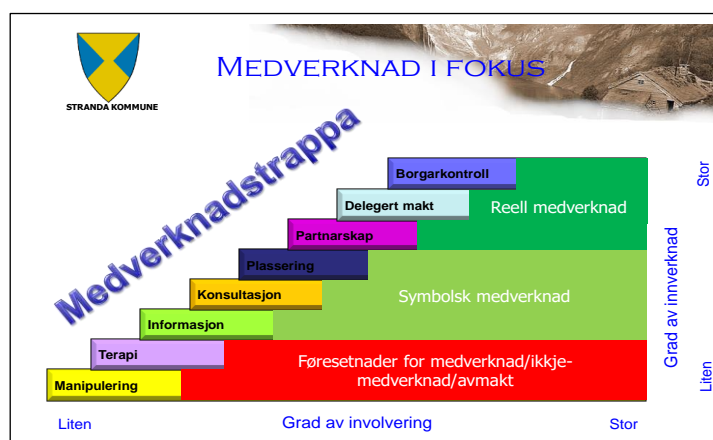 MEDVERKNAD I FOKUS
STRANDA KOMMUNE
Medverknadstrappa
Borgarkontroll
Delegert makt
Reell medverknad
Partnarskap
Plassering
Konsultasjon
Symbolsk medverknad
Informasjon
Terapi
Føresetnader for medverknad/ikkje-
medverknad/avmakt
Manipulering
Liten
Grad av involvering
Stor
Stor
Grad av innverknad
Liten